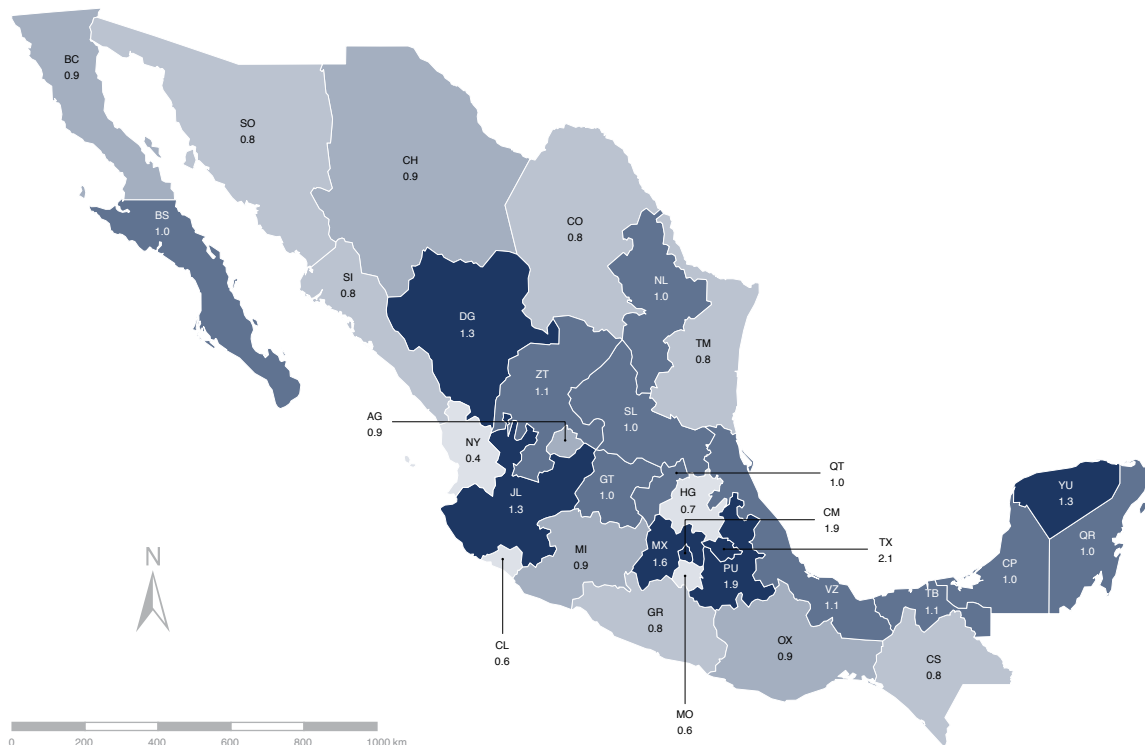 BC
0.9
SO
0.8
CH
0.9
BS
1.0
CO
0.8
SI
0.8
NL
1.0
DG
1.3
TM
0.8
ZT
1.1
AG
0.9
SL
1.0
NY
0.4
QT
1.0
GT
1.0
JL
1.3
HG
0.7
YU
1.3
CM
1.9
TX
2.1
QR
1.0
MX
1.6
MI
0.9
PU
1.9
CP
1.0
N
VZ
1.1
TB
1.1
GR
0.8
OX
0.9
CL
0.6
CS
0.8
MO
0.6
0 200 400 600 800 1000 km